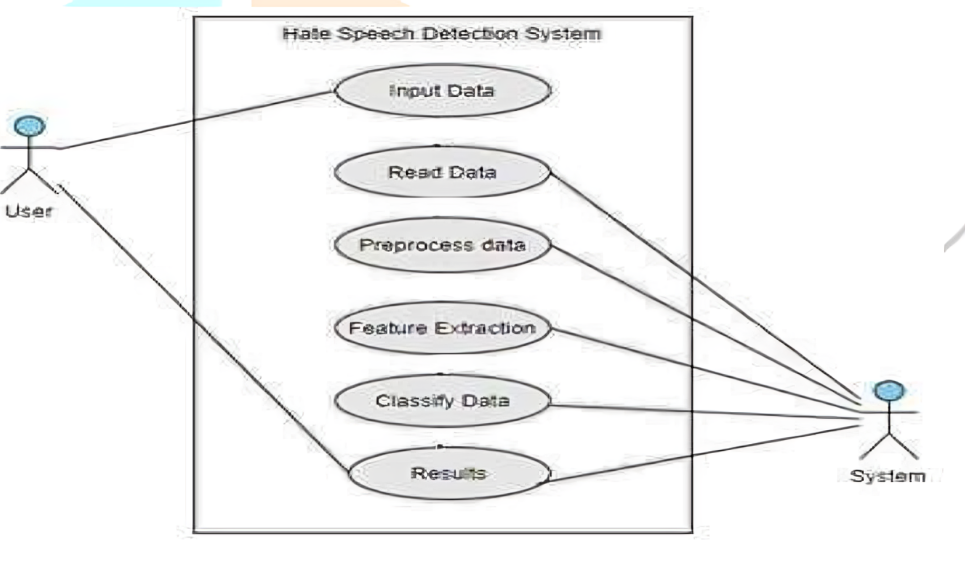 Hate Speech Detection System
Input Data
Read Data
User
Preprocess data
Feature Extraction
Classify Data
Results
System